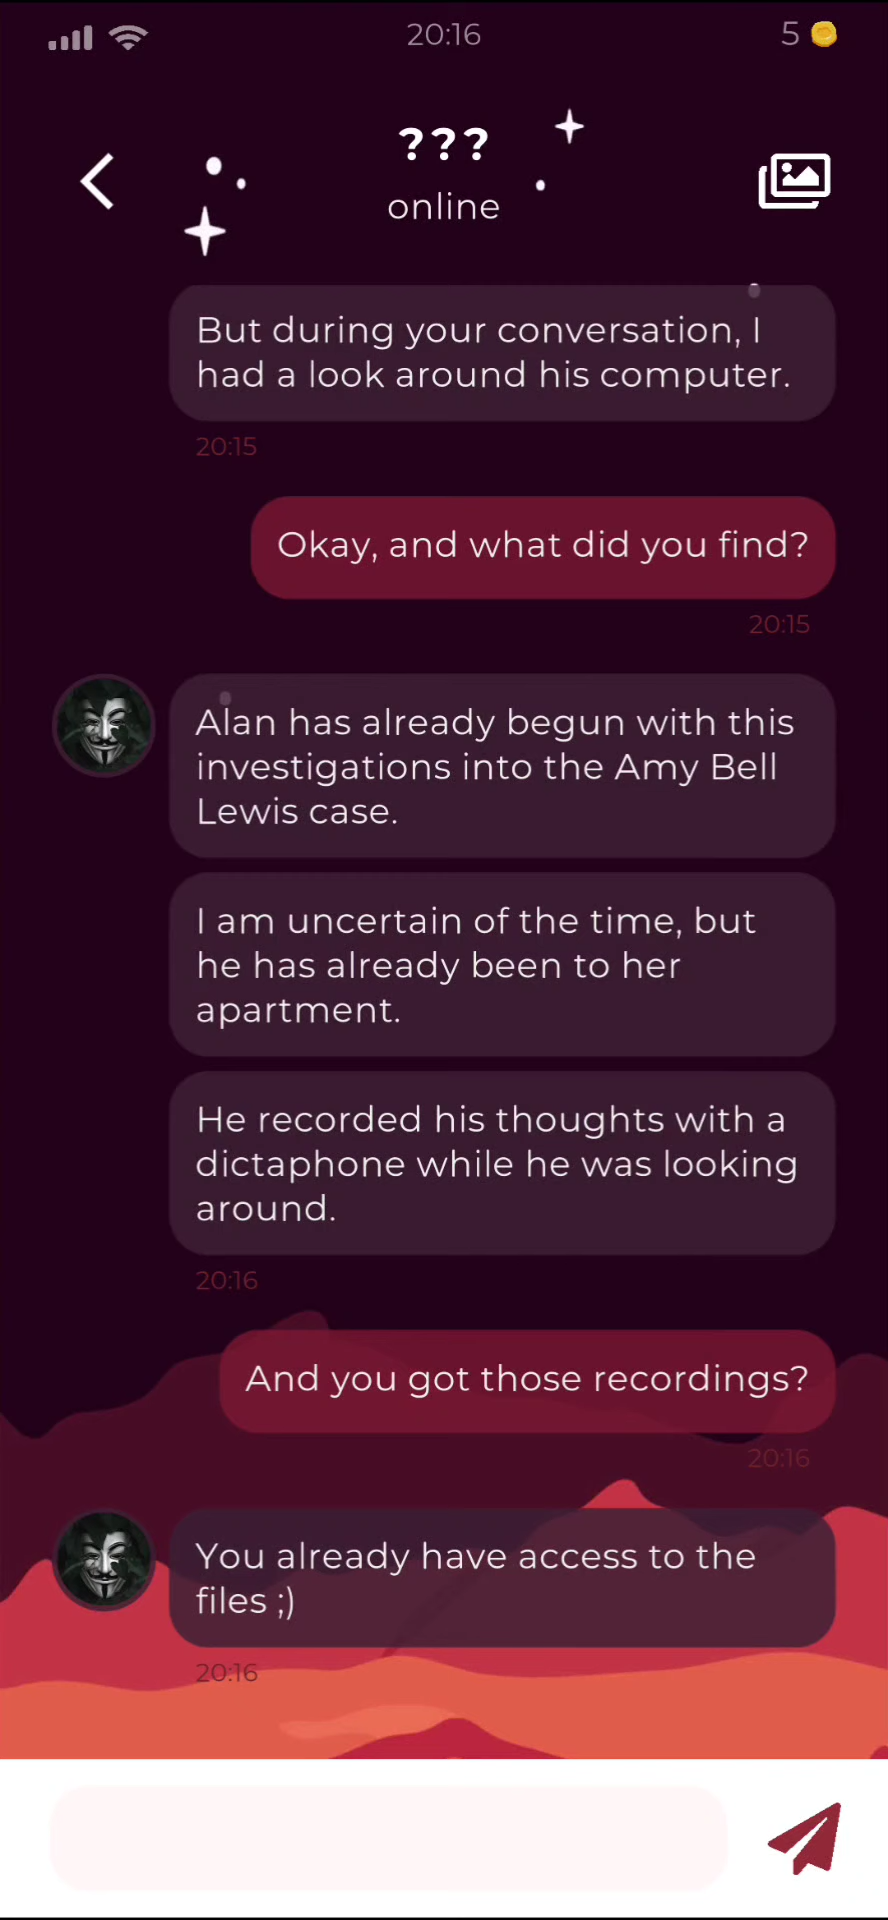 20:16
5
???
online
But during your conversation, I
had a look around his computer.
20:15
Okay, and what did you find?
20:15
Alan has already begun with this
investigations into the Amy Bell
Lewis case.
I am uncertain of the time, but
he has already been to her
apartment.
He recorded his thoughts with a
dictaphone while he was looking
around.
20:16
And you got those recordings?
20:16
You already have access to the
files ;)
20:16